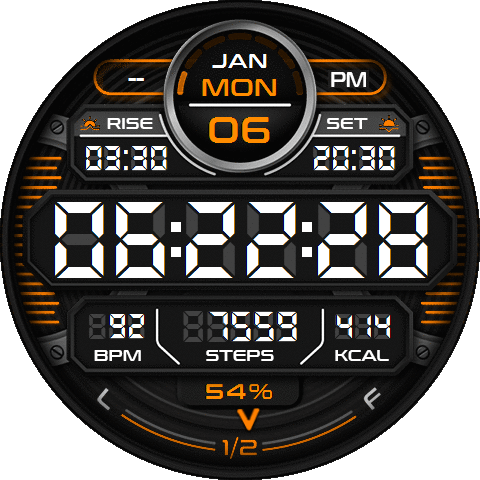 JAN
-- MON PM
06
RISE SET
03:30 20:30
06:27:28
92 7559 414
BPM STEPS KCAL
54%
L F
1/2